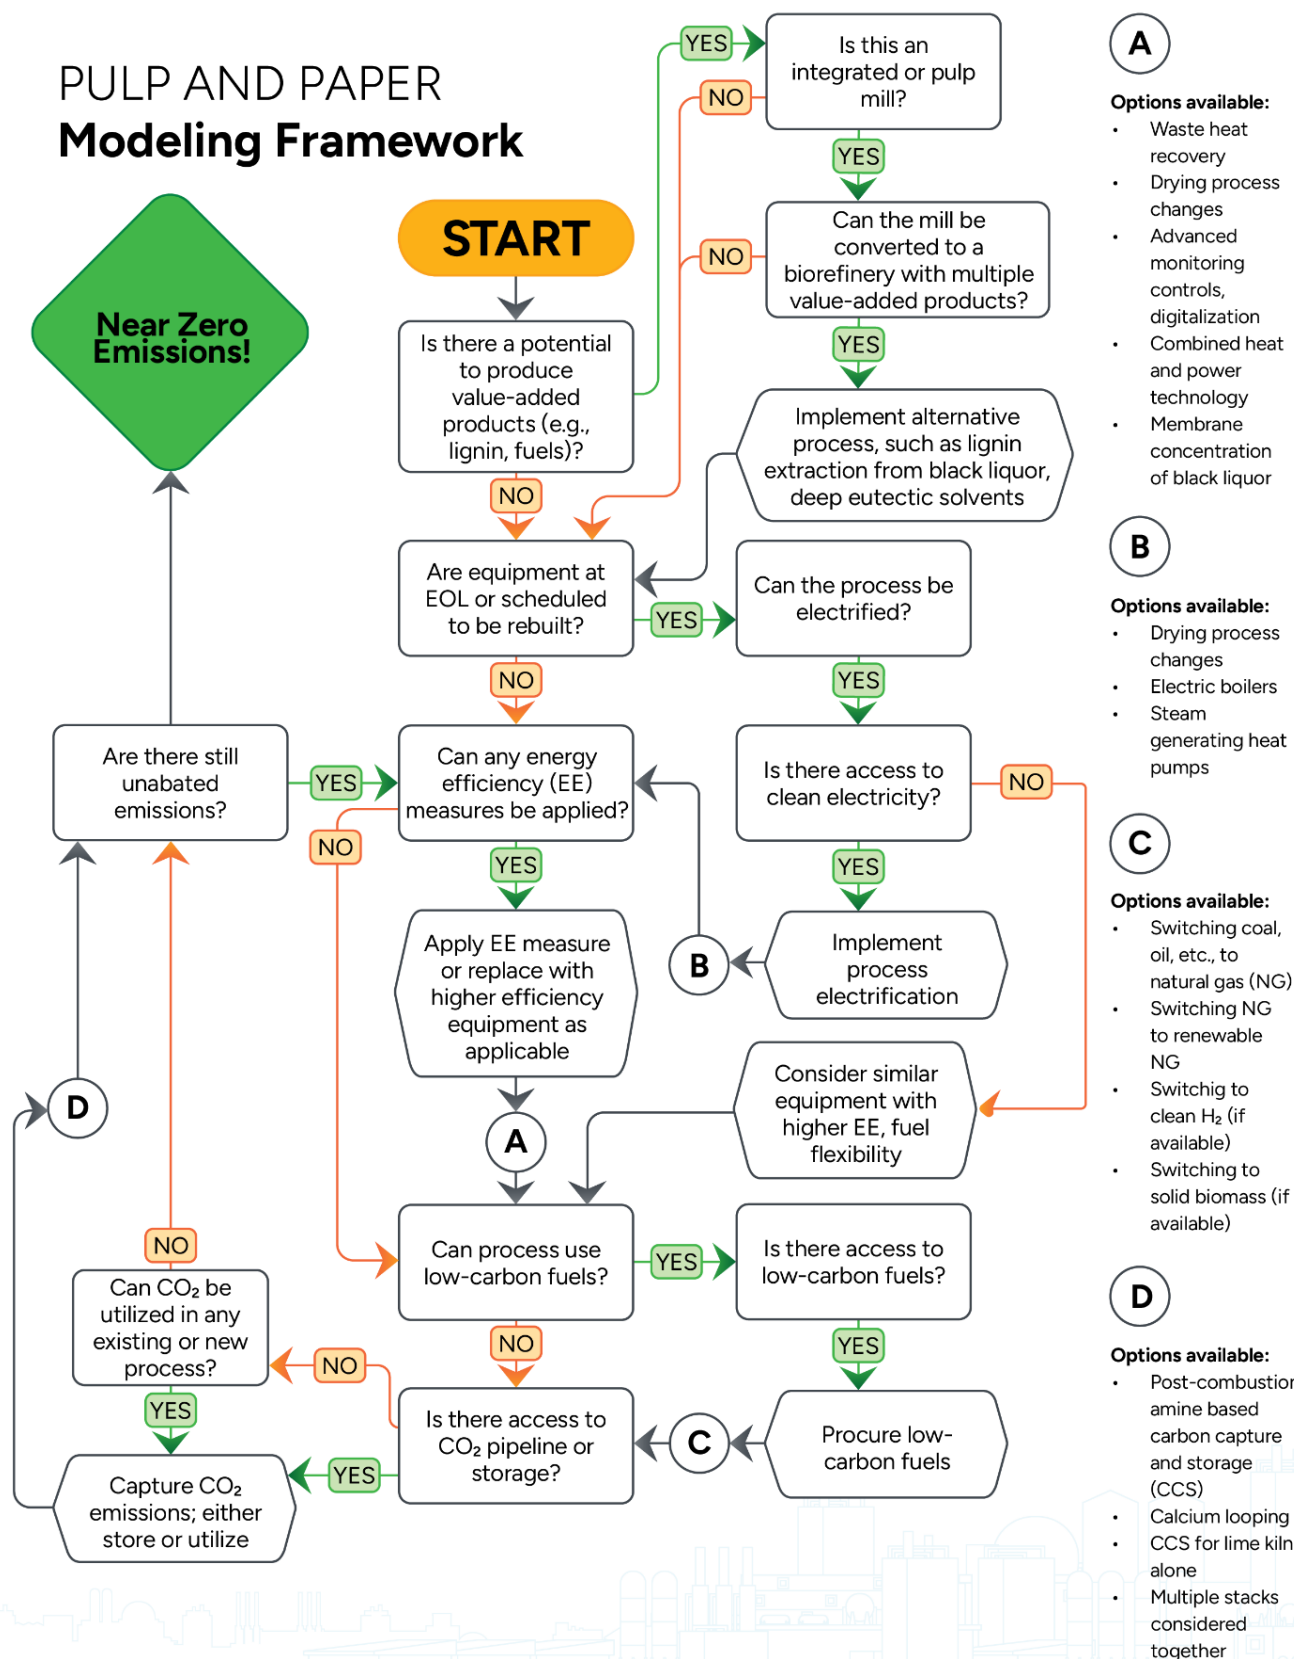 PULP AND PAPER
Modeling Framework
Near Zero
Emissions!
START
Is there a potential
to produce
value-added
products (e.g.,
lignin, fuels)?
YES
NO
Is this an
integrated or pulp
mill?
NO
YES
Can the mill be
converted to a
biorefinery with multiple
value-added products?
NO
YES
Implement alternative
process, such as lignin
extraction from black liquor,
deep eutectic solvents
Are equipment at
EOL or scheduled
to be rebuilt?
YES
NO
Can the process be
electrified?
YES
Are there still
unabated
emissions?
YES
Can any energy
efficiency (EE)
measures be applied?
NO
YES
Is there access to
clean electricity?
NO
YES
Apply EE measure
or replace with
higher efficiency
equipment as
applicable
B
Implement
process
electrification
A
Consider similar
equipment with
higher EE, fuel
flexibility
D
Can process use
low-carbon fuels?
YES
NO
Is there access to
low-carbon fuels?
YES
NO
Can CO₂ be
utilized in any
existing or new
process?
NO
YES
Is there access to
CO₂ pipeline or
storage?
YES
C
Procure low-
carbon fuels
Capture CO₂
emissions; either
store or utilize
A
Options available:
• Waste heat
recovery
• Drying process
changes
• Advanced
monitoring
controls,
digitalization
• Combined heat
and power
technology
• Membrane
concentration
of black liquor
B
Options available:
• Drying process
changes
• Electric boilers
• Steam
generating heat
pumps
C
Options available:
• Switching coal,
oil, etc., to
natural gas (NG)
• Switching NG
to renewable
NG
• Switchig to
clean H₂ (if
available)
• Switching to
solid biomass (if
available)
D
Options available:
• Post-combustion
amine based
carbon capture
and storage
(CCS)
• Calcium looping
• CCS for lime kiln
alone
• Multiple stacks
considered
together